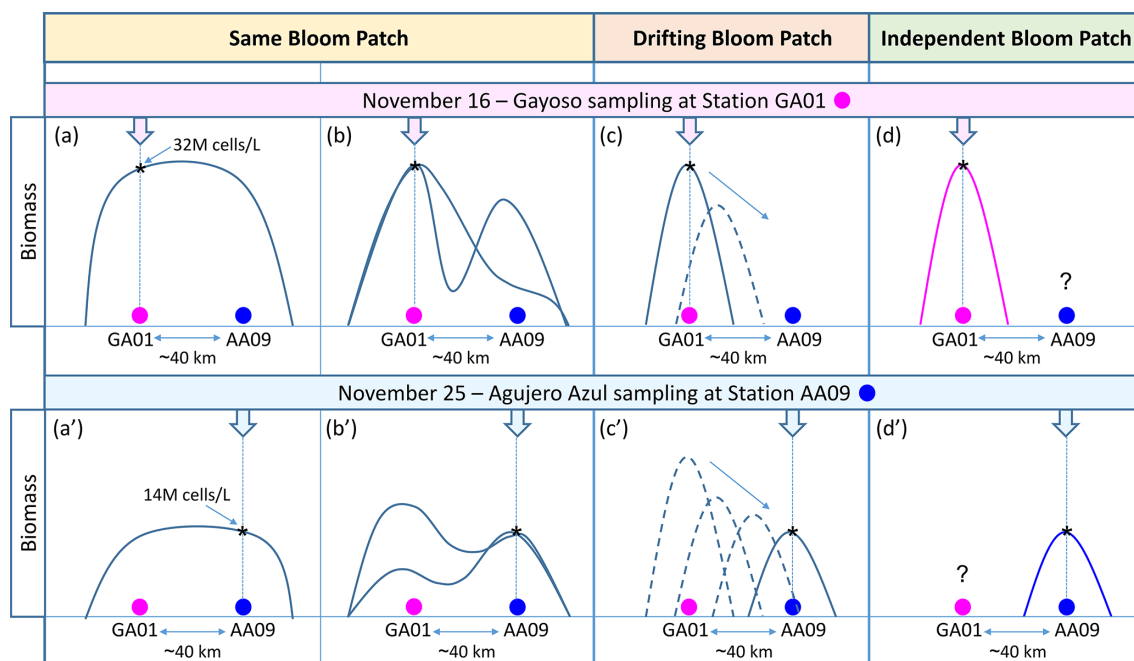 Same Bloom Patch
Drifting Bloom Patch
Independent Bloom Patch
November 16 – Gayoso sampling at Station GA01
Biomass
(a)
32M cells/L
*
GA01
AA09
~40 km
(b)
*
GA01
AA09
~40 km
(c)
*
GA01
AA09
~40 km
(d)
*
?
GA01
AA09
~40 km
November 25 – Agujero Azul sampling at Station AA09
Biomass
(a’)
14M cells/L
*
GA01
AA09
~40 km
(b’)
*
GA01
AA09
~40 km
(c’)
*
GA01
AA09
~40 km
(d’)
*
?
GA01
AA09
~40 km